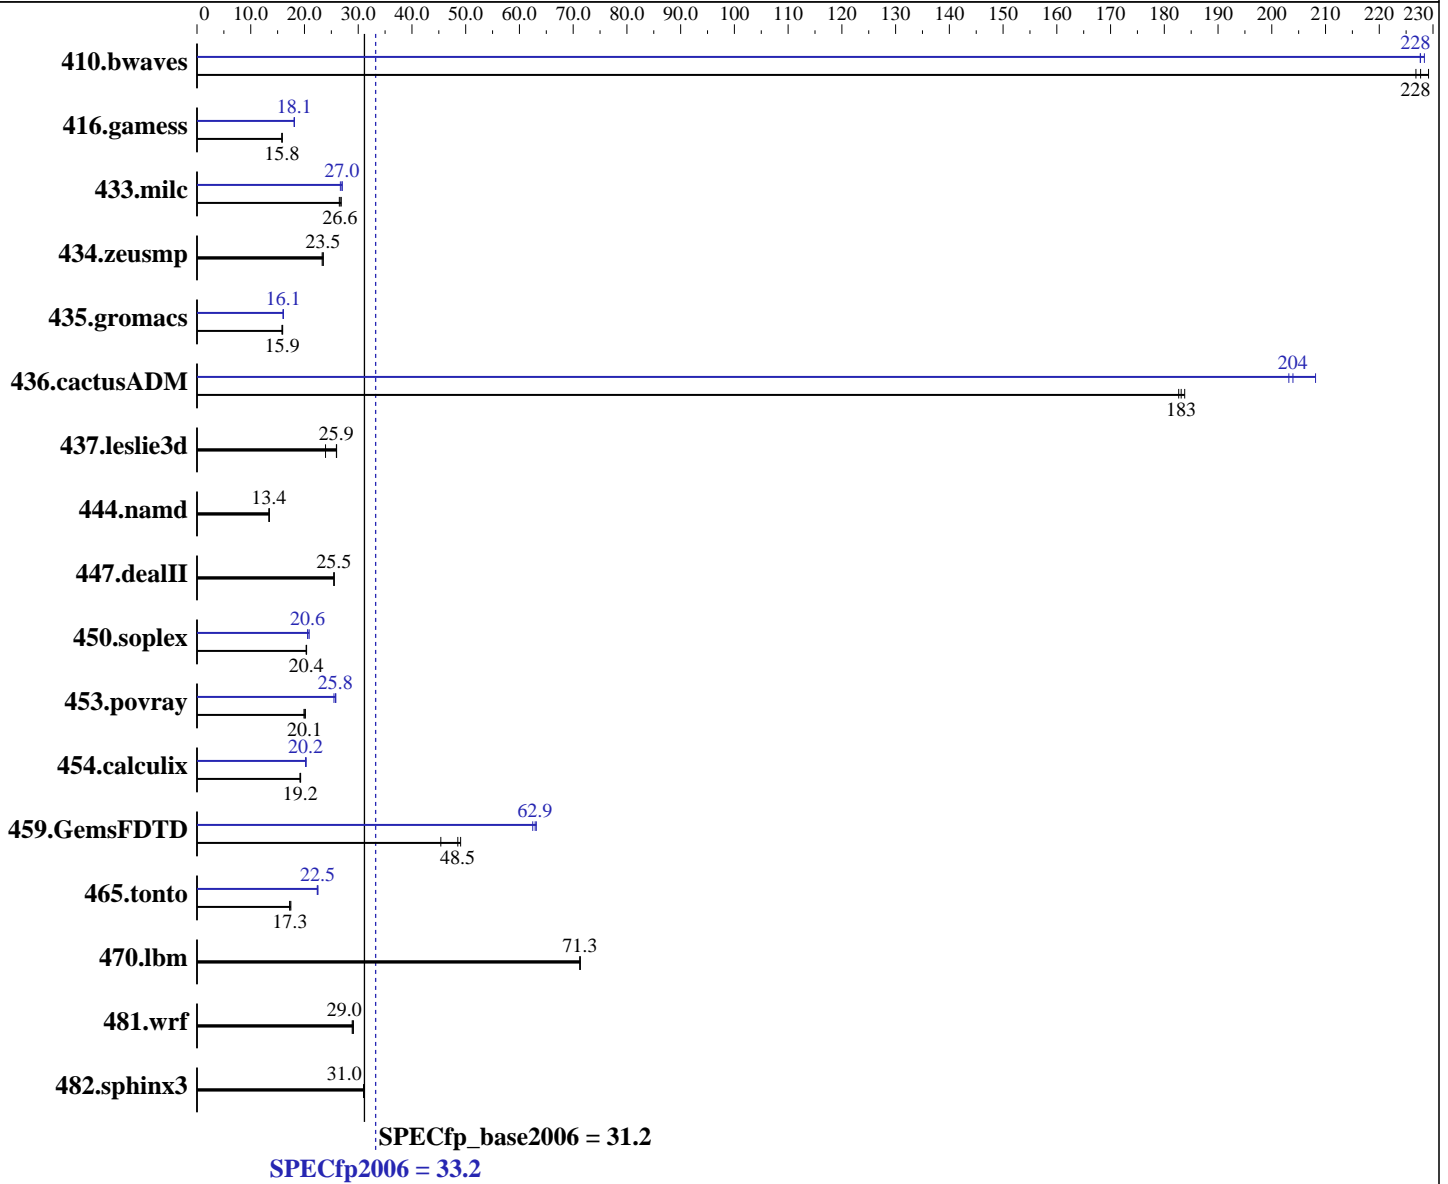 0 10.0 20.0 30.0 40.0 50.0 60.0 70.0 80.0 90.0 100 110 120 130 140 150 160 170 180 190 200 210 220 230
410.bwaves 228
228
416.gamess 18.1
15.8
433.milc 27.0
26.6
434.zeusmp 23.5
435.gromacs 16.1
15.9
436.cactusADM 204
183
437.leslie3d 25.9
444.namd 13.4
447.dealII 25.5
450.soplex 20.6
20.4
453.povray 25.8
20.1
454.calculix 20.2
19.2
459.GemsFDTD 62.9
48.5
465.tonto 22.5
17.3
470.lbm 71.3
481.wrf 29.0
482.sphinx3 31.0
SPECfp_base2006 = 31.2
SPECfp2006 = 33.2